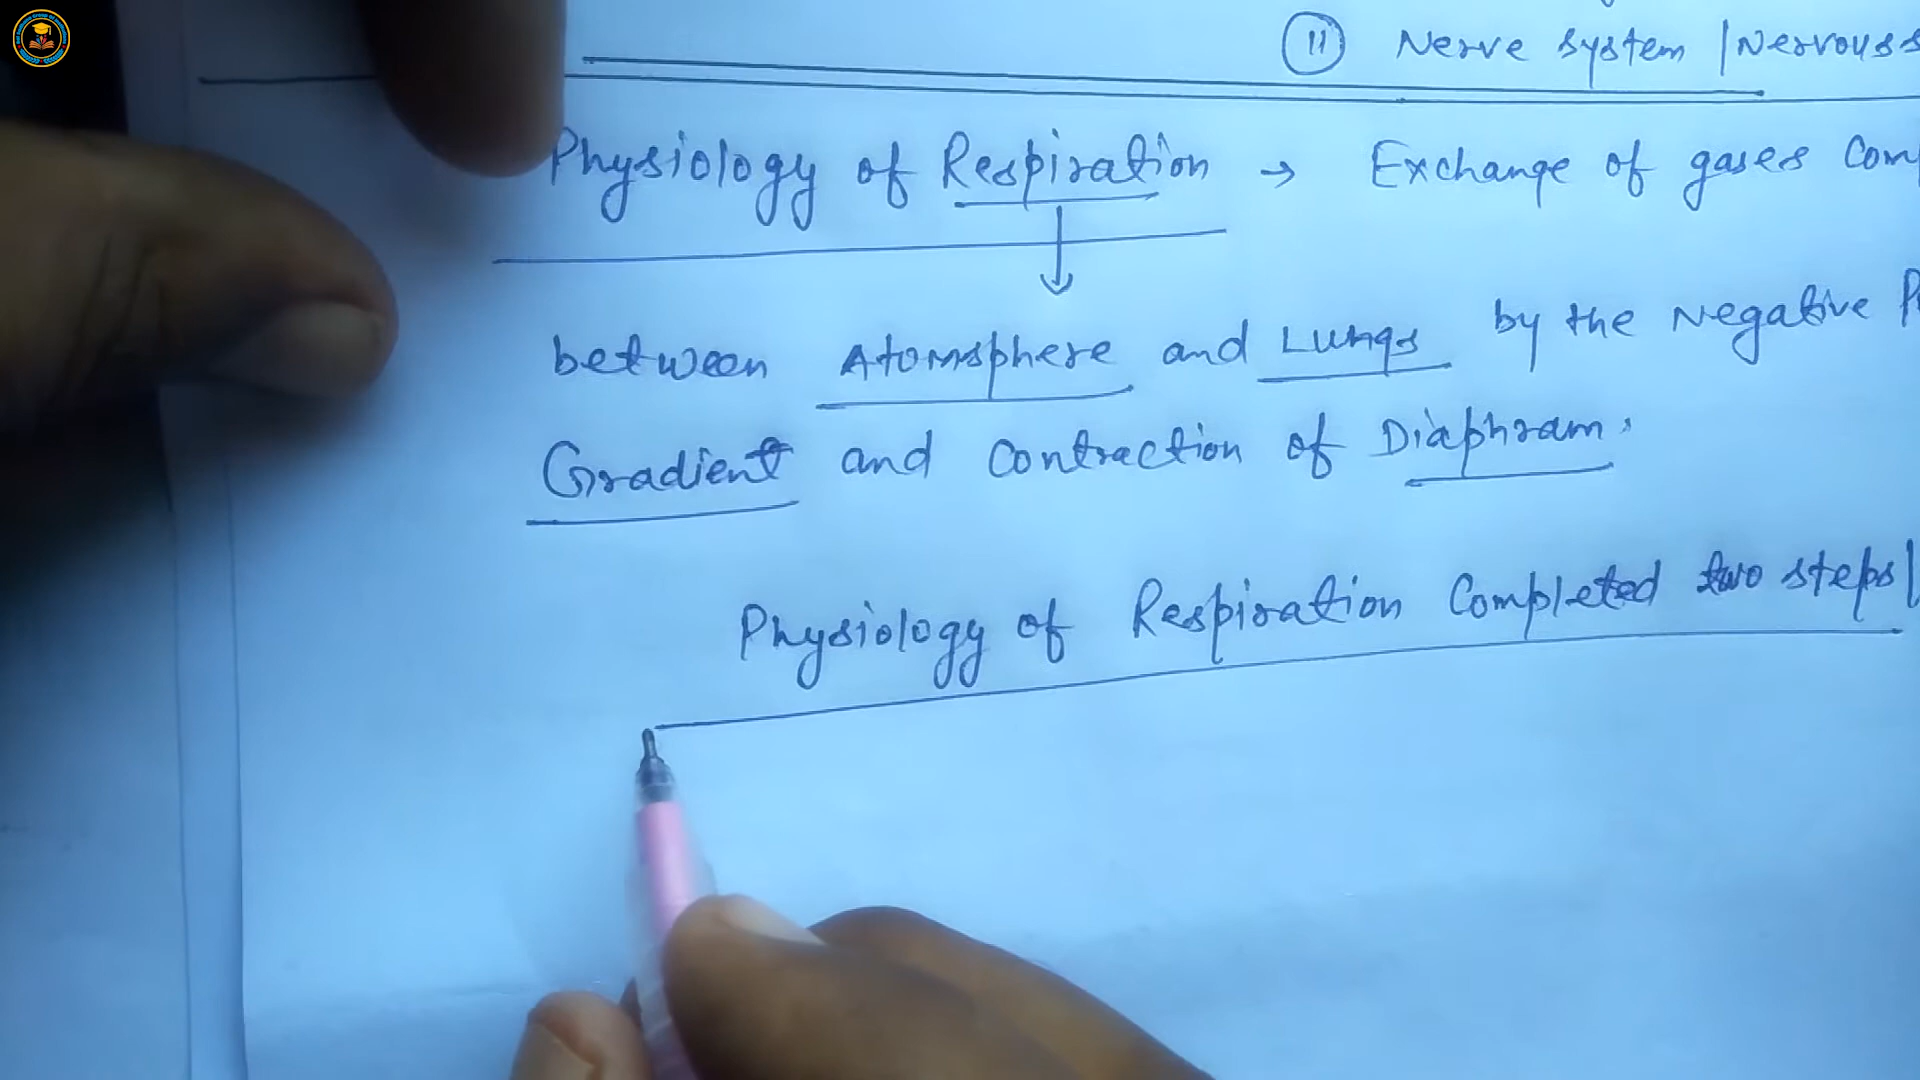 11 Nerve system / Nervous
Physiology of Respiration → Exchange of gases Com
between Atomsphere and Lungs by the Negative
Gradient and Contraction of Diaphram.
Physiology of Respiration Completed two steps